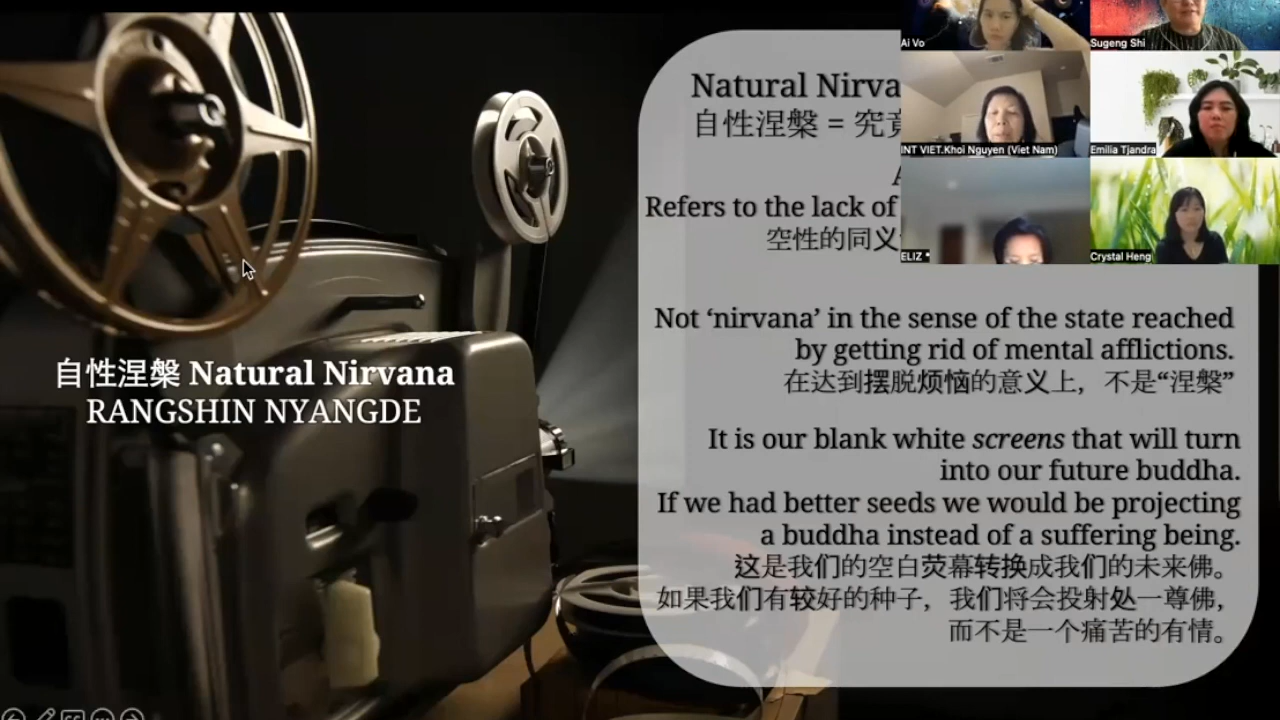 自性涅槃 Natural Nirvana
RANGSHIN NYANGDE
Natural
自性涅槃 = 究
Refers to the lack of
空性的同义
Not ‘nirvana’ in the sense of the state reached
by getting rid of mental afflictions.
在达到摆脱烦恼的意义上，不是“涅槃”
It is our blank white screens that will turn
into our future buddha.
If we had better seeds we would be projecting
a buddha instead of a suffering being.
这是我们的空白荧幕转换成我们的未来佛。
如果我们有较好的种子，我们将会投射处一尊佛，
而不是一个痛苦的有情。
Ai Vo
Sugeng Shi
INT VIET.Khoi Nguyen (Viet Nam)
Emilia Tjandra
ELIZ *
Crystal Heng